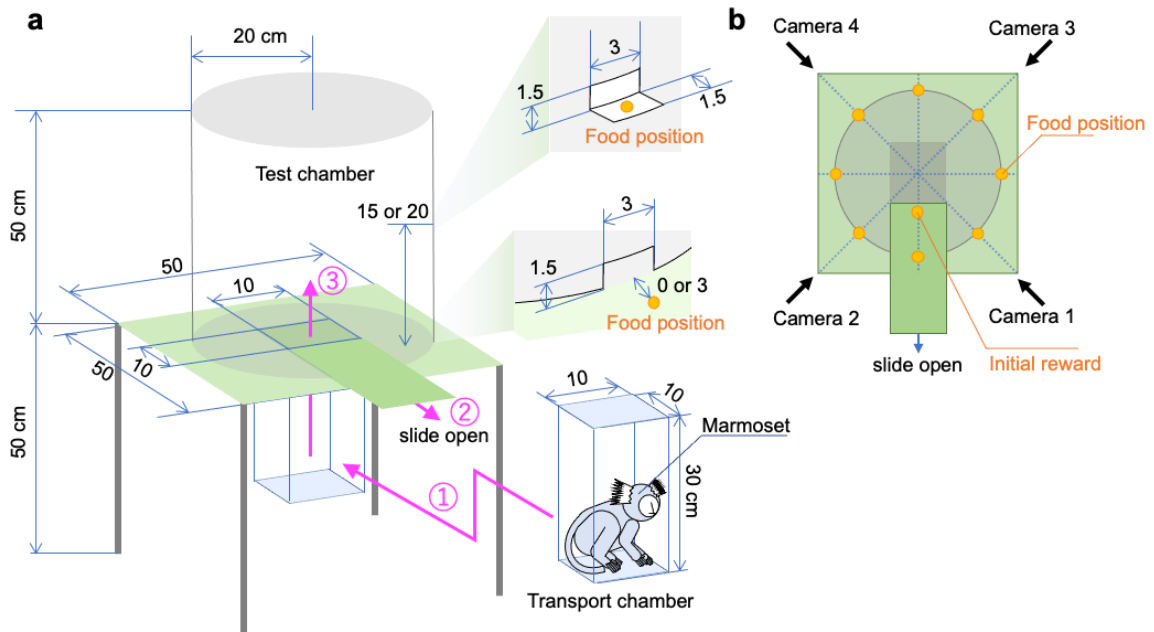 a
20 cm
3
1.5
1.5
Food position
Test chamber
15 or 20
50 cm
3
1.5
0 or 3
Food position
50
10
③
10
50
②
slide open
50 cm
①
10
10
Marmoset
30 cm
Transport chamber
b
Camera 4
Camera 3
Food position
Camera 2
Camera 1
slide open
Initial reward